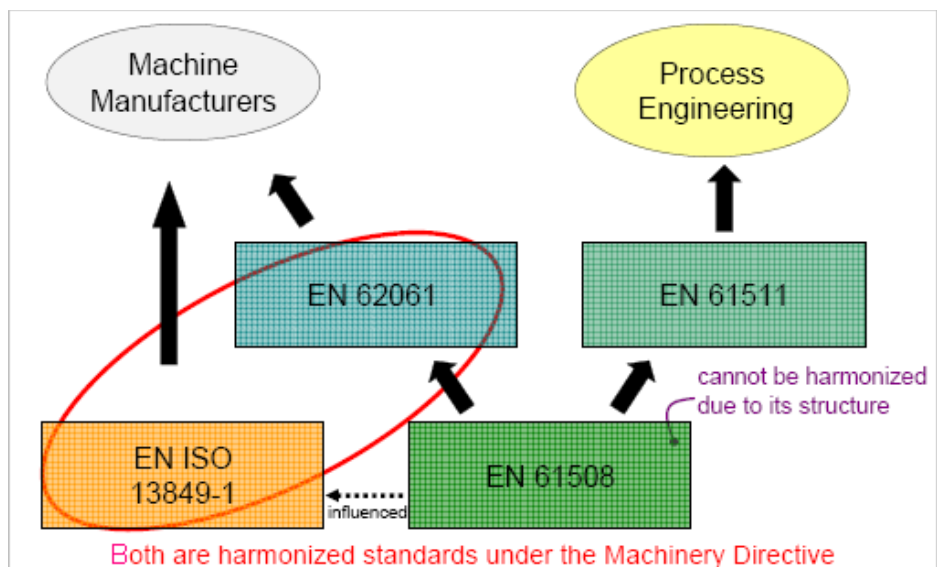 Machine
Manufacturers
Process
Engineering
EN 62061
EN 61511
cannot be harmonized
due to its structure
EN ISO
13849-1
EN 61508
influenced
Both are harmonized standards under the Machinery Directive